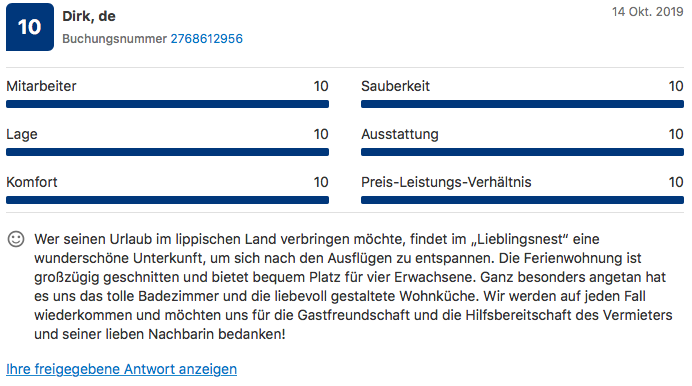 10
Dirk, de
14 Okt. 2019
Buchungsnummer 2768612956
Mitarbeiter 10
Sauberkeit 10
Lage 10
Ausstattung 10
Komfort 10
Preis-Leistungs-Verhältnis 10
Wer seinen Urlaub im lippischen Land verbringen möchte, findet im „Lieblingsnest“ eine
wunderschöne Unterkunft, um sich nach den Ausflügen zu entspannen. Die Ferienwohnung ist
großzügig geschnitten und bietet bequem Platz für vier Erwachsene. Ganz besonders angetan hat
es uns das tolle Badezimmer und die liebevoll gestaltete Wohnküche. Wir werden auf jeden Fall
wiederkommen und möchten uns für die Gastfreundschaft und die Hilfsbereitschaft des Vermieters
und seiner lieben Nachbarin bedanken!
Ihre freigegebene Antwort anzeigen